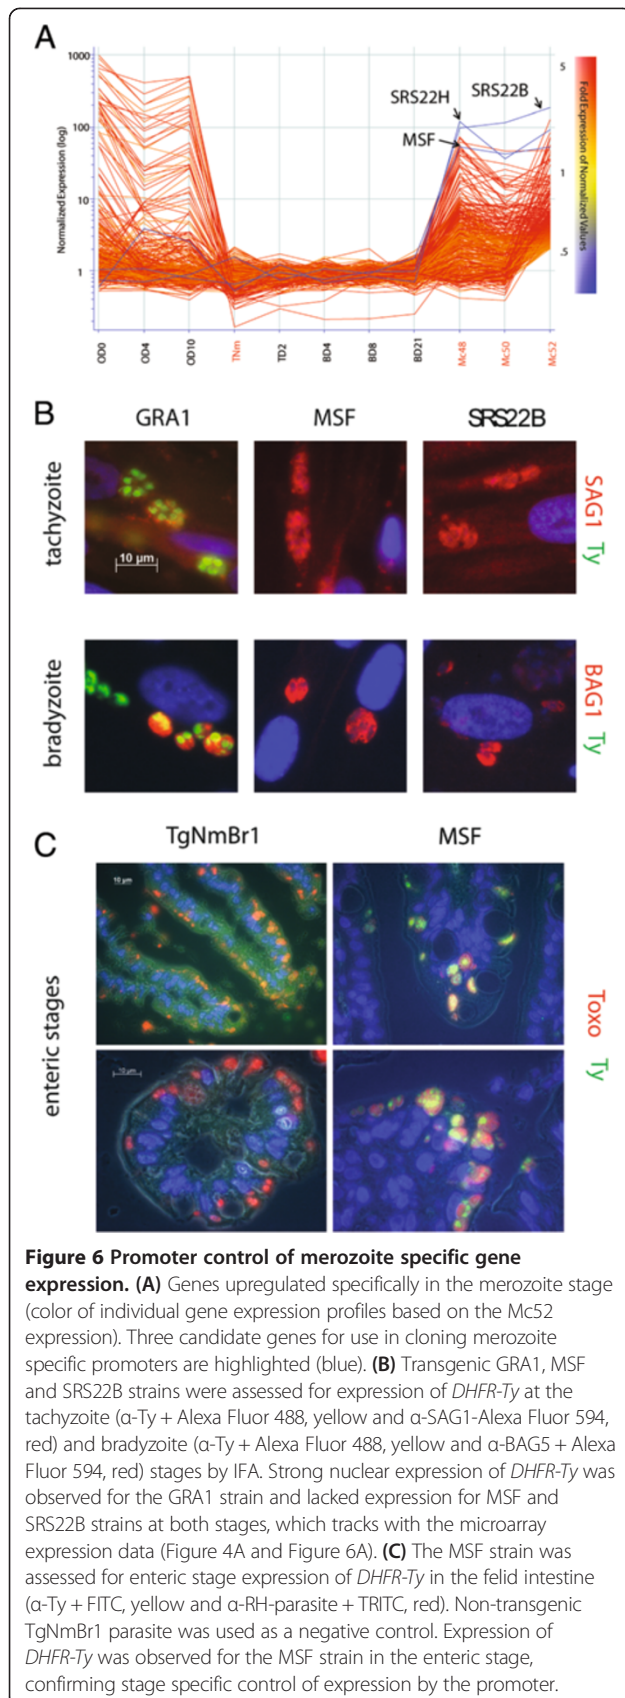 A
1000
100
10
1
Normalized Expression (log)
SRS22H
SRS22B
MSF
5
1
.5
Fold Expression of Normalized Values
OD0
OD4
OD10
TNm
TD2
BD4
BD8
BD21
Mc48
Mc50
Mc52
B
GRA1
MSF
SRS22B
tachyzoite
10 µm
SAG1 Ty
bradyzoite
BAG1 Ty
C
TgNmBr1
MSF
enteric stages
10 µm
10 µm
Toxo Ty
Figure 6 Promoter control of merozoite specific gene
expression. (A) Genes upregulated specifically in the merozoite stage
(color of individual gene expression profiles based on the Mc52
expression). Three candidate genes for use in cloning merozoite
specific promoters are highlighted (blue). (B) Transgenic GRA1, MSF
and SRS22B strains were assessed for expression of DHFR-Ty at the
tachyzoite (α-Ty + Alexa Fluor 488, yellow and α-SAG1-Alexa Fluor 594,
red) and bradyzoite (α-Ty + Alexa Fluor 488, yellow and α-BAG5 + Alexa
Fluor 594, red) stages by IFA. Strong nuclear expression of DHFR-Ty was
observed for the GRA1 strain and lacked expression for MSF and
SRS22B strains at both stages, which tracks with the microarray
expression data (Figure 4A and Figure 6A). (C) The MSF strain was
assessed for enteric stage expression of DHFR-Ty in the felid intestine
(α-Ty + FITC, yellow and α-RH-parasite + TRITC, red). Non-transgenic
TgNmBr1 parasite was used as a negative control. Expression of
DHFR-Ty was observed for the MSF strain in the enteric stage,
confirming stage specific control of expression by the promoter.